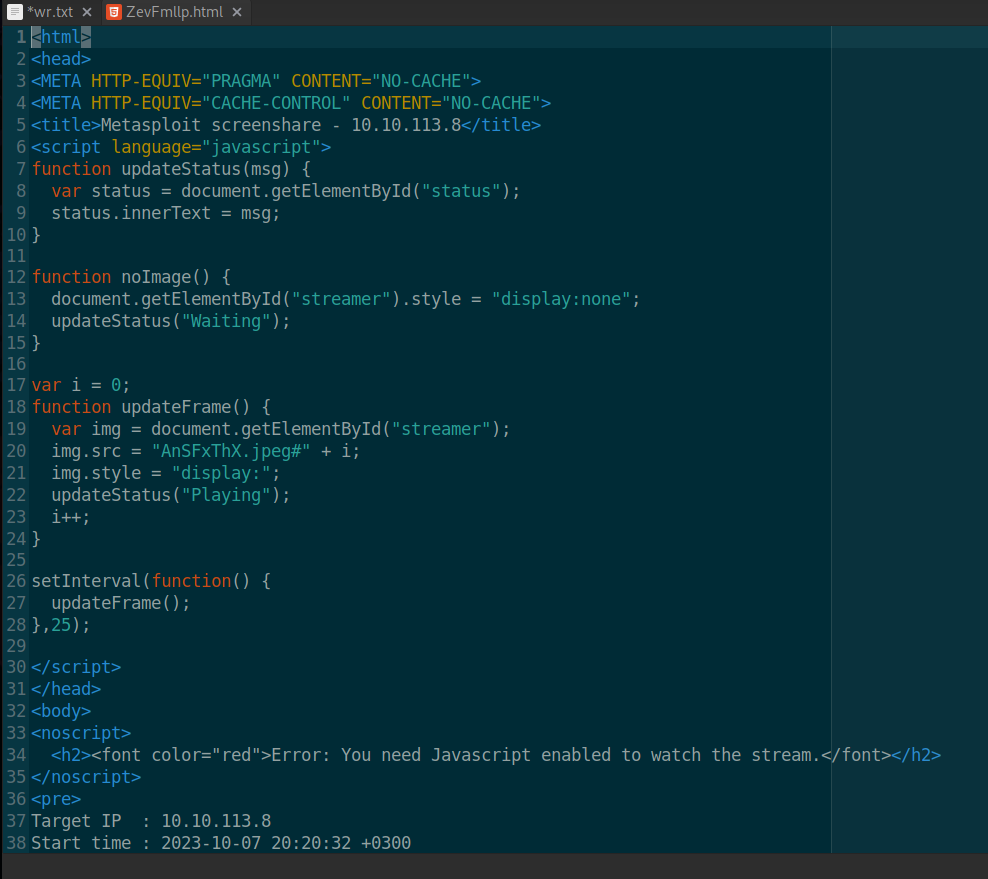 *wr.txt × ZevFmllp.html ×
1 <html>
2 <head>
3 <META HTTP-EQUIV="PRAGMA" CONTENT="NO-CACHE">
4 <META HTTP-EQUIV="CACHE-CONTROL" CONTENT="NO-CACHE">
5 <title>Metasploit screenshare - 10.10.113.8</title>
6 <script language="javascript">
7 function updateStatus(msg) {
8   var status = document.getElementById("status");
9   status.innerText = msg;
10 }
11
12 function noImage() {
13   document.getElementById("streamer").style = "display:none";
14   updateStatus("Waiting");
15 }
16
17 var i = 0;
18 function updateFrame() {
19   var img = document.getElementById("streamer");
20   img.src = "AnSFxThX.jpeg#" + i;
21   img.style = "display:";
22   updateStatus("Playing");
23   i++;
24 }
25
26 setInterval(function() {
27   updateFrame();
28 },25);
29
30 </script>
31 </head>
32 <body>
33 <noscript>
34   <h2><font color="red">Error: You need Javascript enabled to watch the stream.</font></h2>
35 </noscript>
36 <pre>
37 Target IP  : 10.10.113.8
38 Start time : 2023-10-07 20:20:32 +0300